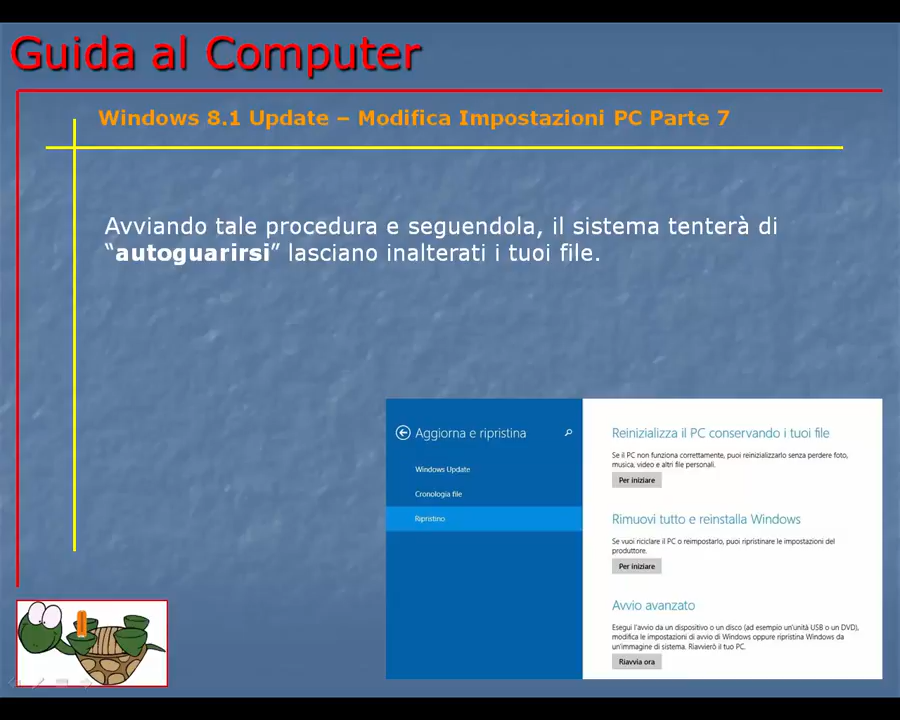 Guida al Computer
Windows 8.1 Update – Modifica Impostazioni PC Parte 7
Avviando tale procedura e seguendola, il sistema tenterà di
“autoguarirsi” lasciano inalterati i tuoi file.
Aggiorna e ripristina
Windows Update
Cronologia file
Ripristino
Reinizializza il PC conservando i tuoi file
Se il PC non funziona correttamente, puoi reinizializzarlo senza perdere foto,
musica, video e altri file personali.
Per iniziare
Rimuovi tutto e reinstalla Windows
Se vuoi riciclare il PC o reimpostarlo, puoi ripristinare le impostazioni del
produttore.
Per iniziare
Avvio avanzato
Esegui l'avvio da un dispositivo o un disco (ad esempio un'unità USB o un DVD),
modifica le impostazioni di avvio di Windows oppure ripristina Windows da
un'immagine di sistema. Riavvierò il tuo PC.
Riavvia ora